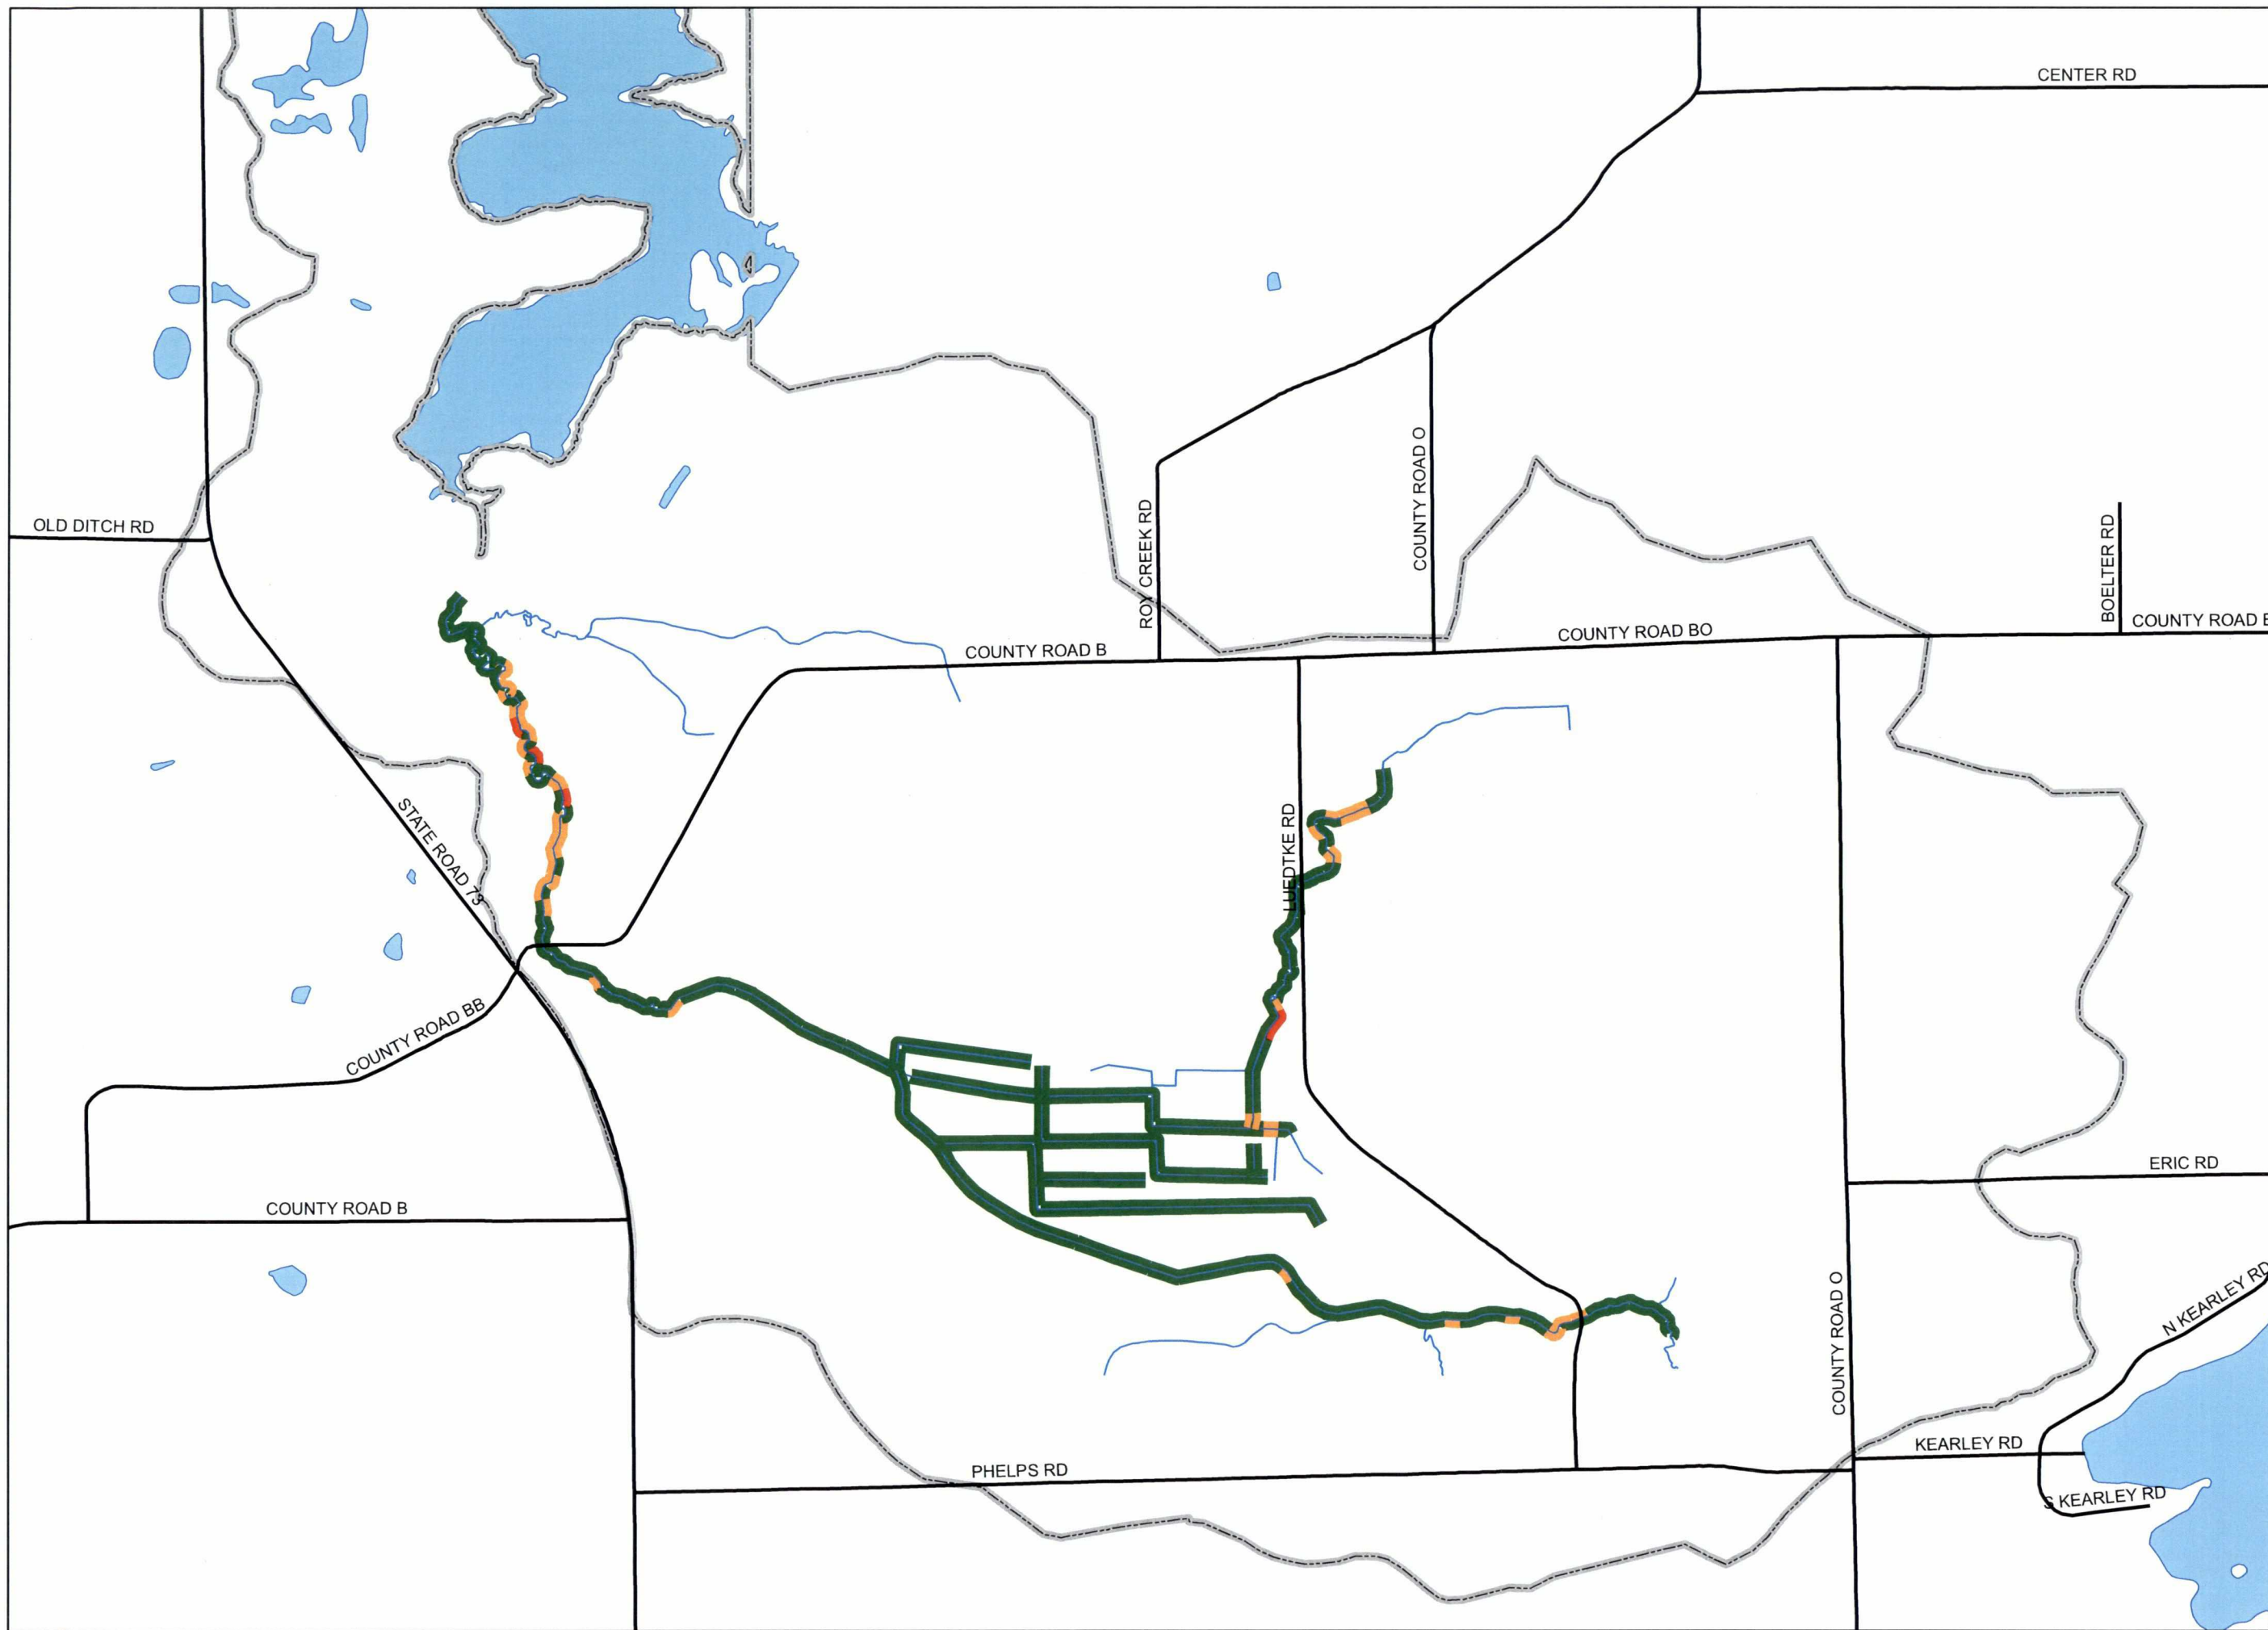 CENTER RD
COUNTY ROAD O
ROY CREEK RD
OLD DITCH RD
BOELTER RD
COUNTY ROAD B
COUNTY ROAD BO
COUNTY ROAD
STATE ROAD 73
LUEDTKE RD
COUNTY ROAD BB
ERIC RD
COUNTY ROAD B
N KEARLEY RD
COUNTY ROAD O
KEARLEY RD
PHELPS RD
S KEARLEY RD